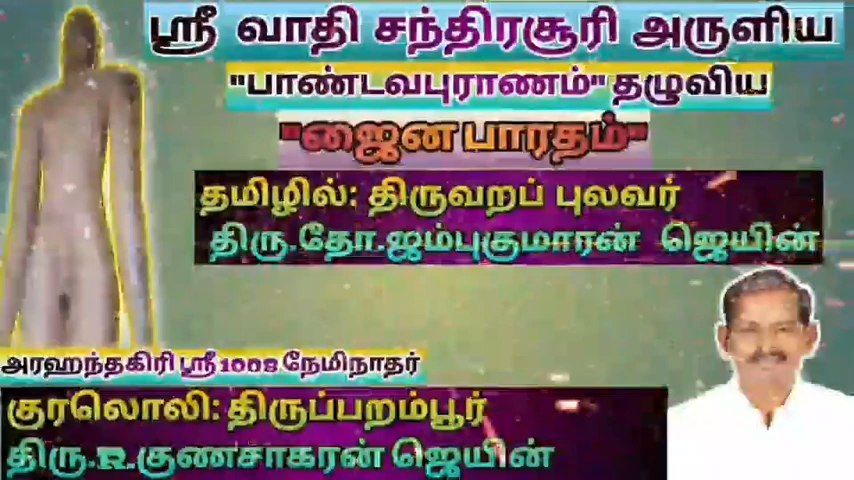 ஸ்ரீ வாதி சந்திரசூரி அருளிய
"பாண்டவபுராணம்" தழுவிய
"ஜைன பாரதம்"
தமிழில்: திருவறப் புலவர்
திரு.தோ.ஜம்புகுமாரன் ஜெயின்
அரஹந்தகிரி ஸ்ரீ 1008 நேமிநாதர்
குரலொலி: திருப்பறம்பூர்
திரு.R.குணசாகரன் ஜெயின்